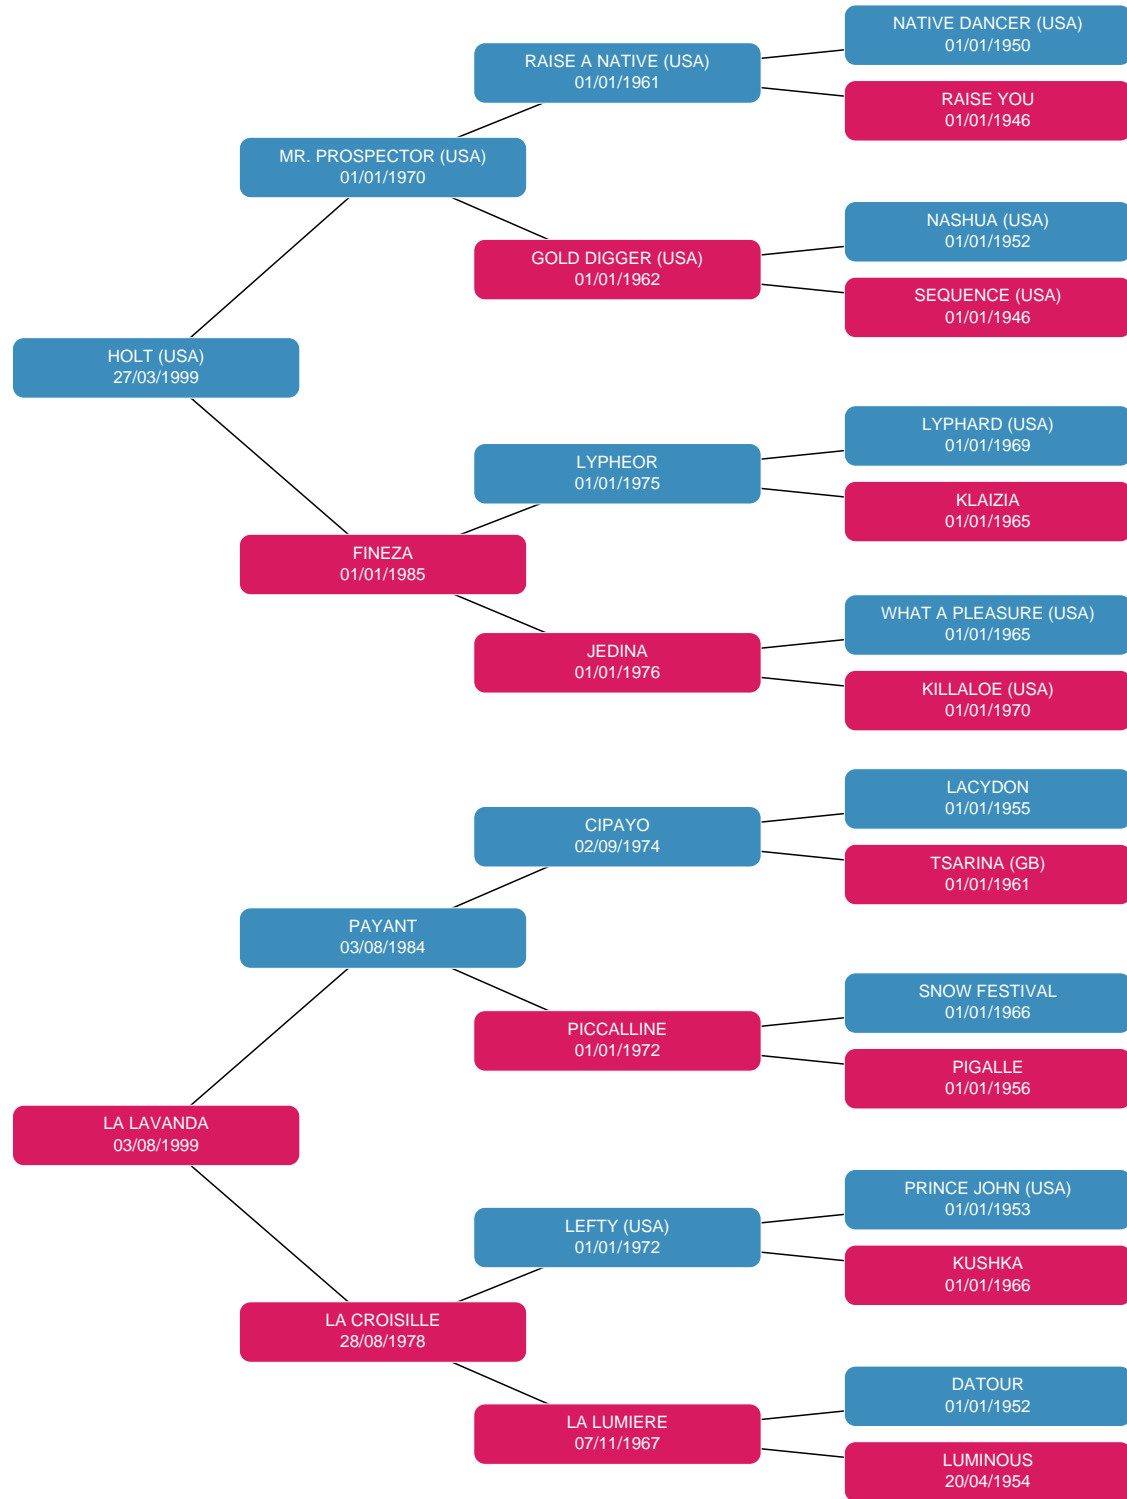 NATIVE DANCER (USA)
01/01/1950
RAISE A NATIVE (USA)
01/01/1961
RAISE YOU
01/01/1946
MR. PROSPECTOR (USA)
01/01/1970
NASHUA (USA)
01/01/1952
GOLD DIGGER (USA)
01/01/1962
SEQUENCE (USA)
01/01/1946
HOLT (USA)
27/03/1999
LYPHARD (USA)
01/01/1969
LYPHEOR
01/01/1975
KLAIZIA
01/01/1965
FINEZA
01/01/1985
WHAT A PLEASURE (USA)
01/01/1965
JEDINA
01/01/1976
KILLALOE (USA)
01/01/1970
LACYDON
01/01/1955
CIPAYO
02/09/1974
TSARINA (GB)
01/01/1961
PAYANT
03/08/1984
SNOW FESTIVAL
01/01/1966
PICCALLINE
01/01/1972
PIGALLE
01/01/1956
LA LAVANDA
03/08/1999
PRINCE JOHN (USA)
01/01/1953
LEFTY (USA)
01/01/1972
KUSHKA
01/01/1966
LA CROISILLE
28/08/1978
DATOUR
01/01/1952
LA LUMIERE
07/11/1967
LUMINOUS
20/04/1954